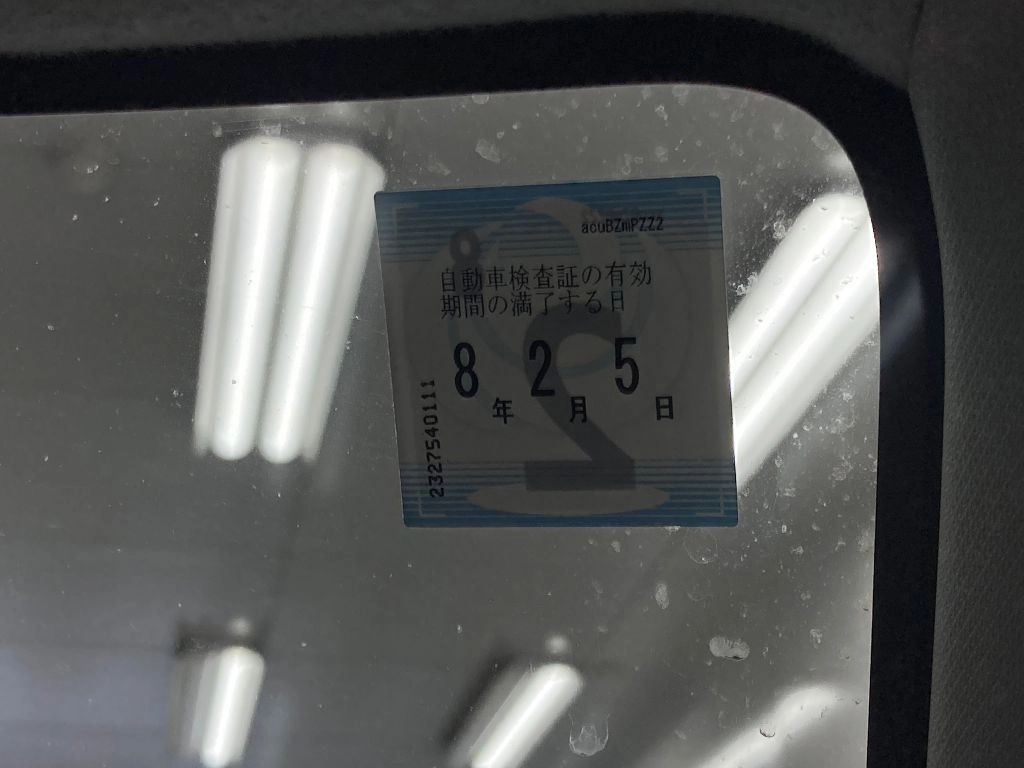 acuBZmPZZ2
自動車検査証の有効
期間の満了する日
8年 2月 5日
2327540111